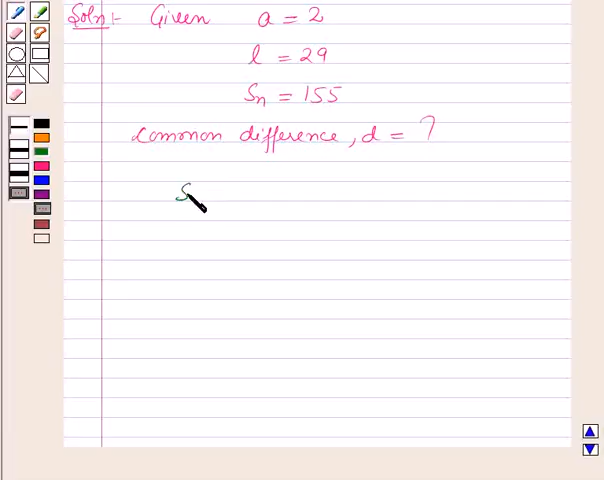 Soln:- Given a = 2
l = 29
Sn = 155
common difference, d = ?
S